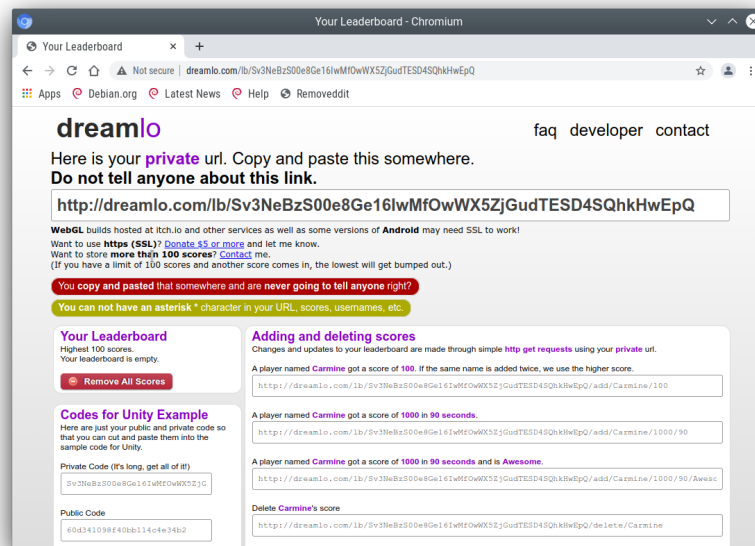 Your Leaderboard - Chromium
Your Leaderboard × +
Not secure | dreamlo.com/lb/Sv3NeBzS00e8Ge16IwMfOwWX5ZjGudTESD4SQhkHwEpQ
Apps Debian.org Latest News Help Removeddit
dreamlo
faq developer contact
Here is your private url. Copy and paste this somewhere.
Do not tell anyone about this link.
http://dreamlo.com/lb/Sv3NeBzS00e8Ge16IwMfOwWX5ZjGudTESD4SQhkHwEpQ
WebGL builds hosted at itch.io and other services as well as some versions of Android may need SSL to work!
Want to use https (SSL)? Donate $5 or more and let me know.
Want to store more than 100 scores? Contact me.
(If you have a limit of 100 scores and another score comes in, the lowest will get bumped out.)
You copy and pasted that somewhere and are never going to tell anyone right?
You can not have an asterisk * character in your URL, scores, usernames, etc.
Your Leaderboard
Highest 100 scores.
Your leaderboard is empty.
Remove All Scores
Codes for Unity Example
Here are just your public and private code so
that you can cut and paste them into the
sample code for Unity.
Private Code (It's long, get all of it!)
Sv3NeBzS00e8Ge16IwMfOwWX5ZjG
Public Code
60d341098f40bb114c4e34b2
Adding and deleting scores
Changes and updates to your leaderboard are made through simple http get requests using your private url.
A player named Carmine got a score of 100. If the same name is added twice, we use the higher score.
http://dreamlo.com/lb/Sv3NeBzS00e8Ge16IwMfOwWX5ZjGudTESD4SQhkHwEpQ/add/Carmine/100
A player named Carmine got a score of 1000 in 90 seconds.
http://dreamlo.com/lb/Sv3NeBzS00e8Ge16IwMfOwWX5ZjGudTESD4SQhkHwEpQ/add/Carmine/1000/90
A player named Carmine got a score of 1000 in 90 seconds and is Awesome.
http://dreamlo.com/lb/Sv3NeBzS00e8Ge16IwMfOwWX5ZjGudTESD4SQhkHwEpQ/add/Carmine/1000/90/Awesc
Delete Carmine's score
http://dreamlo.com/lb/Sv3NeBzS00e8Ge16IwMfOwWX5ZjGudTESD4SQhkHwEpQ/delete/Carmine